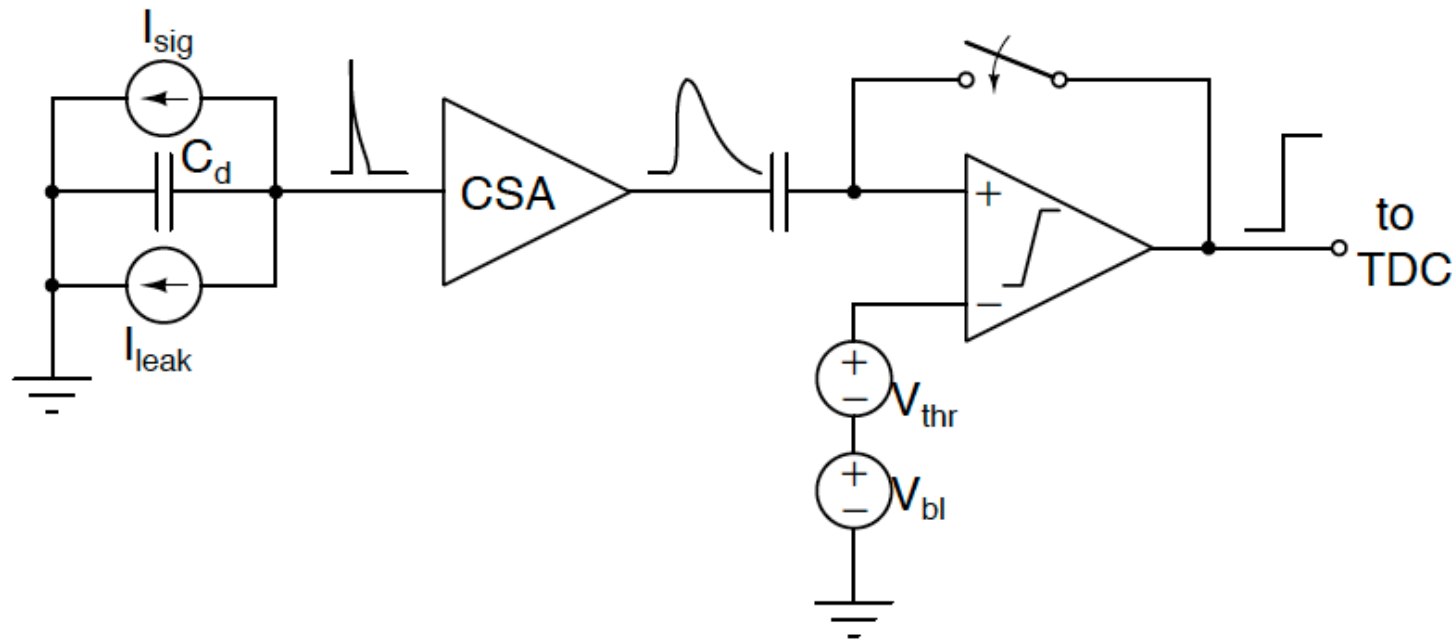 I_sig
C_d
I_leak
CSA
+
−
+
−
V_thr
+
−
V_bl
to
TDC